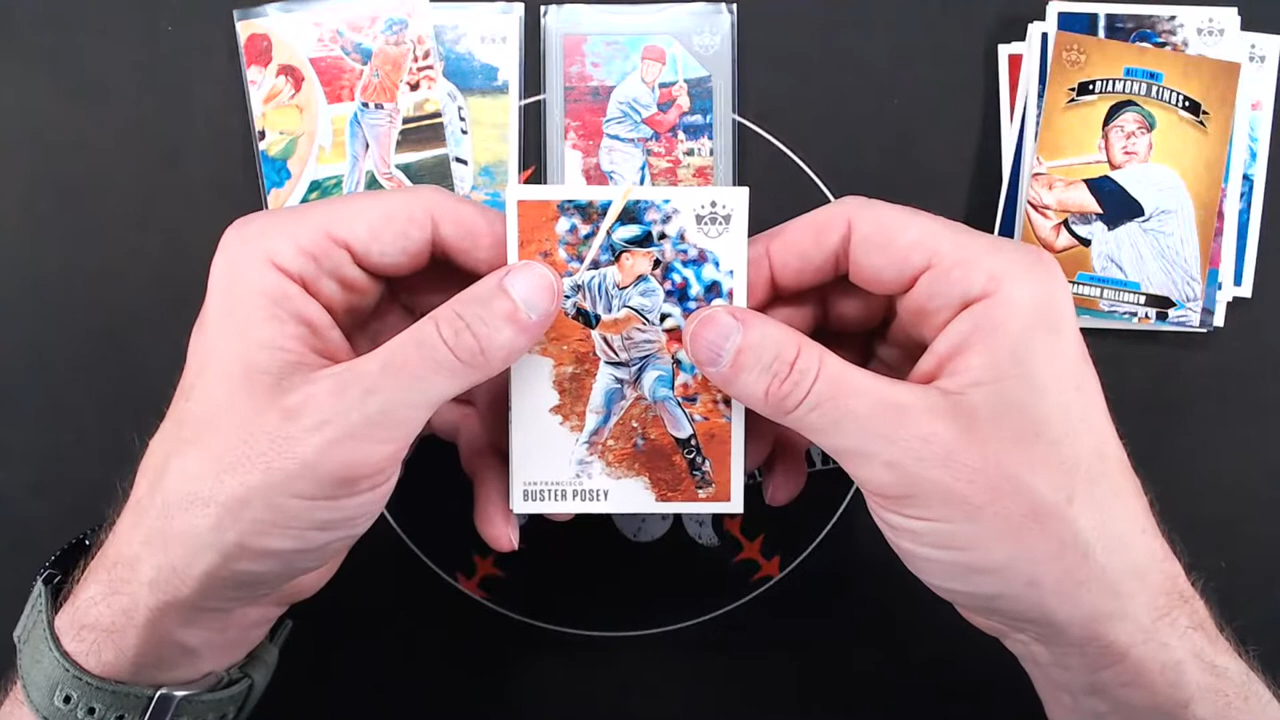 ALL TIME
DIAMOND KINGS
MINNESOTA
HARMON KILLEBREW
SAN FRANCISCO
BUSTER POSEY